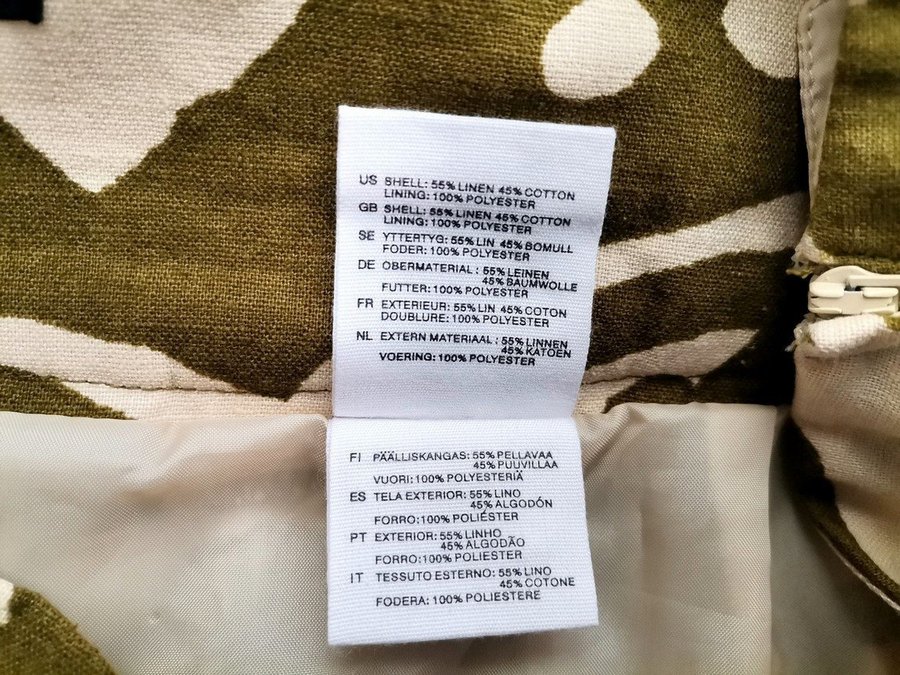 US SHELL: 55% LINEN 45% COTTON
LINING: 100% POLYESTER
GB SHELL: 55% LINEN 45% COTTON
LINING: 100% POLYESTER
SE YTTERTYG: 55% LIN 45% BOMULL
FODER: 100% POLYESTER
DE OBERMATERIAL: 55% LEINEN
45% BAUMWOLLE
FUTTER: 100% POLYESTER
FR EXTERIEUR: 55% LIN 45% COTON
DOUBLURE: 100% POLYESTER
NL EXTERN MATERIAAL: 55% LINNEN
45% KATOEN
VOERING: 100% POLYESTER
FI PÄÄLLISKANGAS: 55% PELLAVAA
45% PUUVILLAA
VUORI: 100% POLYESTERIÄ
ES TELA EXTERIOR: 55% LINO
45% ALGODÓN
FORRO: 100% POLIÉSTER
PT EXTERIOR: 55% LINHO
45% ALGODÃO
FORRO: 100% POLIESTER
IT TESSUTO ESTERNO: 55% LINO
45% COTONE
FODERA: 100% POLIESTERE